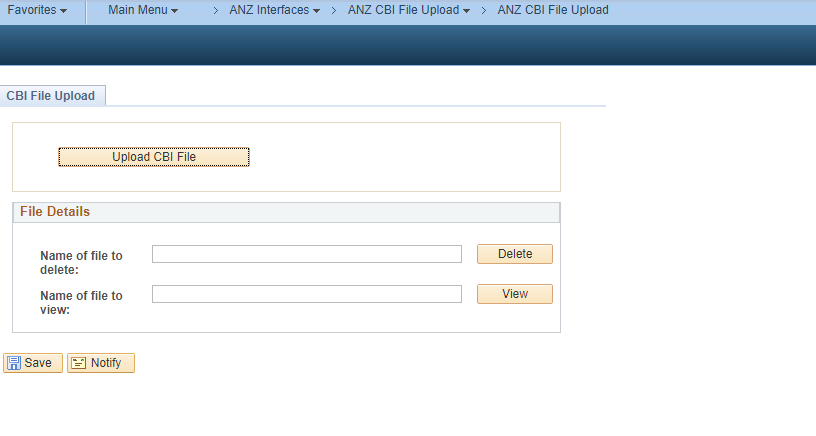 Favorites Main Menu > ANZ Interfaces > ANZ CBI File Upload > ANZ CBI File Upload
CBI File Upload
Upload CBI File
File Details
Name of file to
delete:
Delete
Name of file to
view:
View
Save Notify